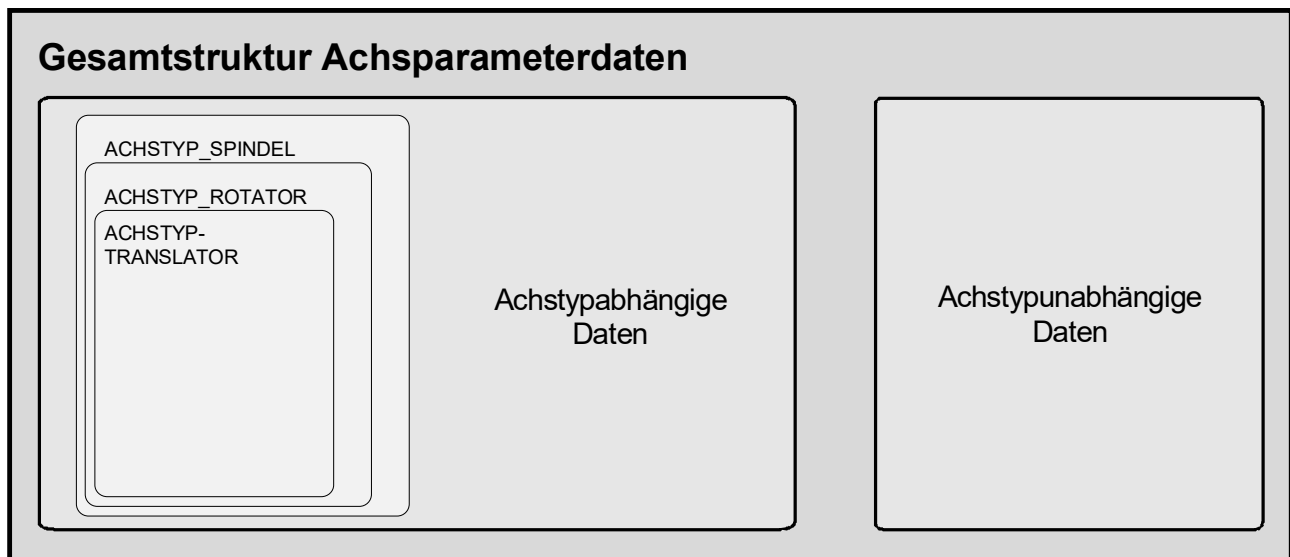 Gesamtstruktur Achsparameterdaten
ACHSTYP_SPINDEL
ACHSTYP_ROTATOR
ACHSTYP-
TRANSLATOR
Achstypabhängige
Daten
Achstypunabhängige
Daten